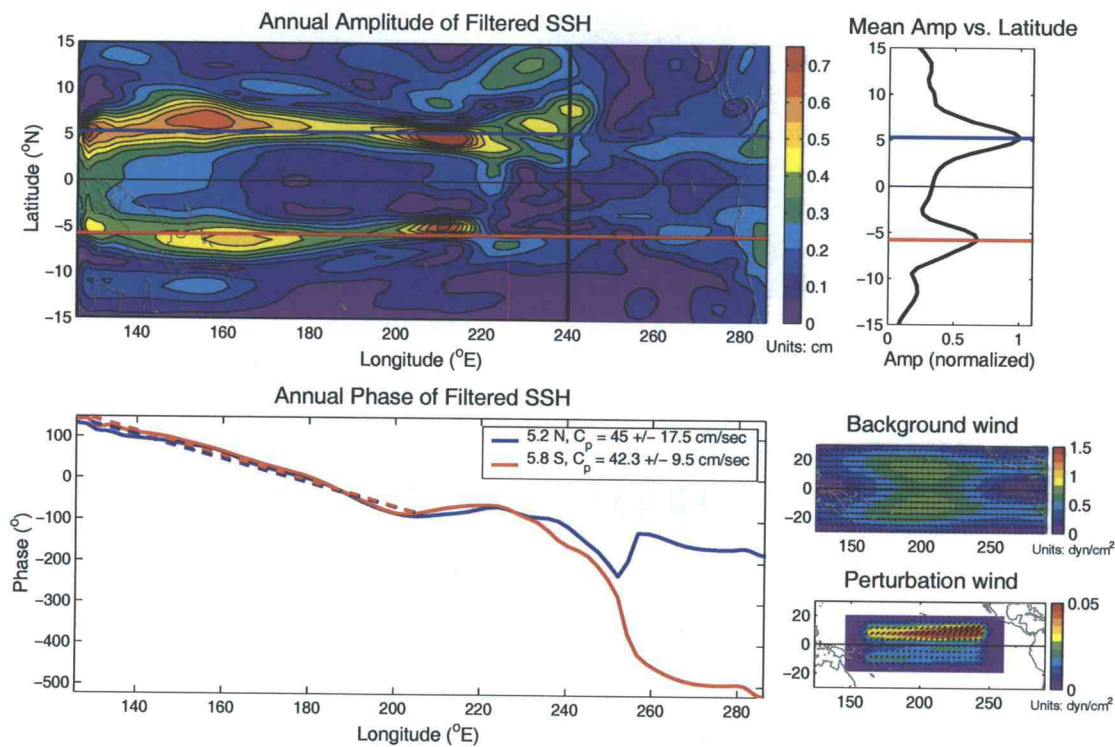 Annual Amplitude of Filtered SSH
15
10
5
0
−5
−10
−15
Latitude (°N)
140 160 180 200 220 240 260 280
Longitude (°E)
0.7
0.6
0.5
0.4
0.3
0.2
0.1
0
Units: cm
Mean Amp vs. Latitude
15
10
5
0
−5
−10
−15
0 0.5 1
Amp (normalized)
Annual Phase of Filtered SSH
100
0
−100
−200
−300
−400
−500
Phase (°)
5.2 N, Cp = 45 +/− 17.5 cm/sec
5.8 S, Cp = 42.3 +/− 9.5 cm/sec
140 160 180 200 220 240 260 280
Longitude (°E)
Background wind
20
0
−20
150 200 250
1.5
1
0.5
0
Units: dyn/cm²
Perturbation wind
20
0
−20
150 200 250
0.05
0
Units: dyn/cm²